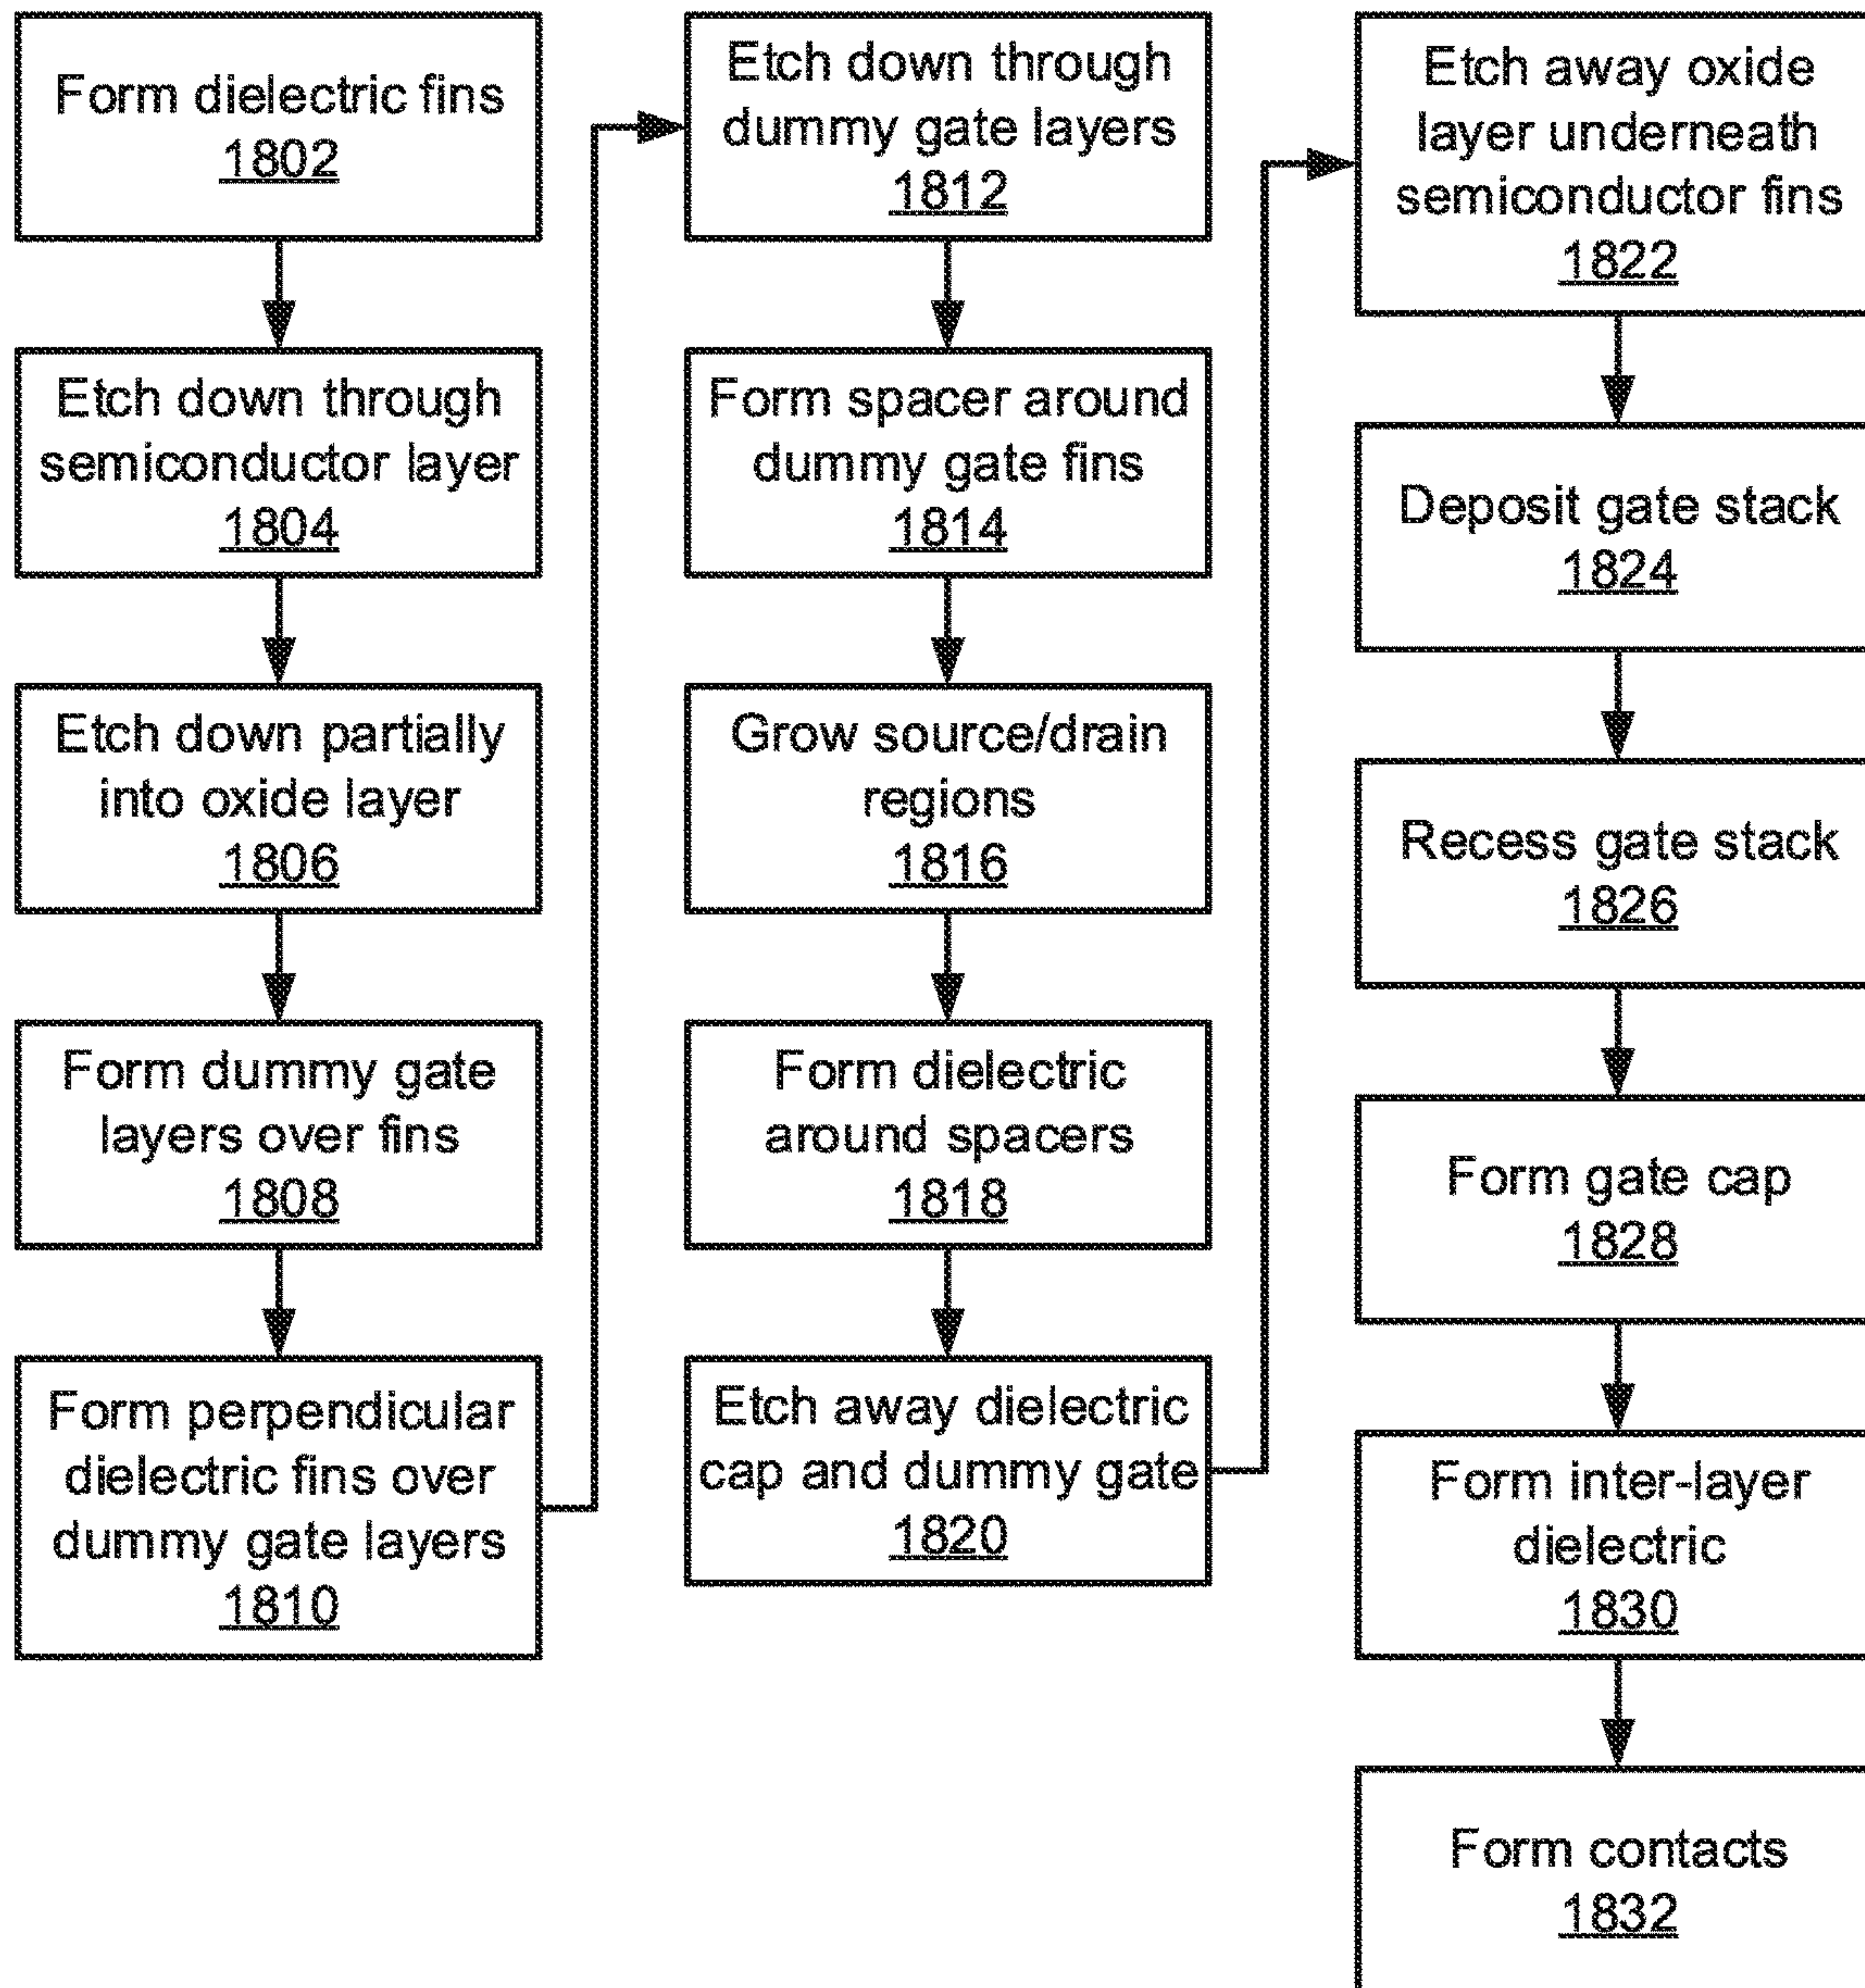 Form dielectric fins
1802
Etch down through
semiconductor layer
1804
Etch down partially
into oxide layer
1806
Form dummy gate
layers over fins
1808
Form perpendicular
dielectric fins over
dummy gate layers
1810
Etch down through
dummy gate layers
1812
Form spacer around
dummy gate fins
1814
Grow source/drain
regions
1816
Form dielectric
around spacers
1818
Etch away dielectric
cap and dummy gate
1820
Etch away oxide
layer underneath
semiconductor fins
1822
Deposit gate stack
1824
Recess gate stack
1826
Form gate cap
1828
Form inter-layer
dielectric
1830
Form contacts
1832